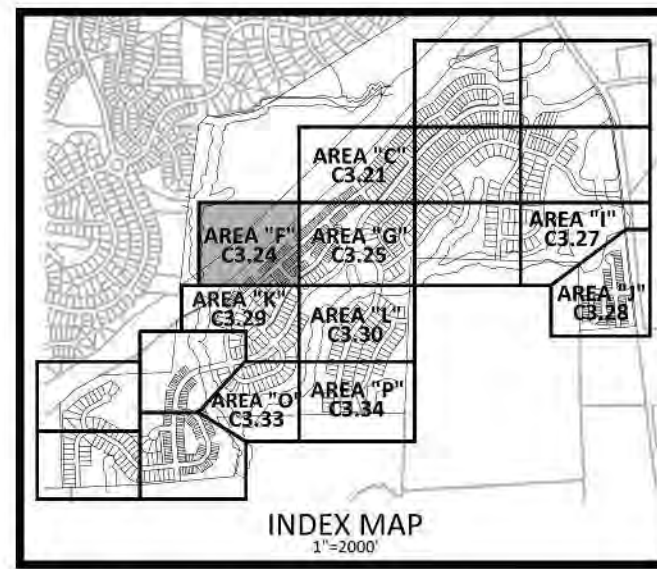 AREA "C"
C3.21
AREA "F"
C3.24
AREA "G"
C3.25
AREA "I"
C3.27
AREA "J"
C3.28
AREA "K"
C3.29
AREA "L"
C3.30
AREA "O"
C3.33
AREA "P"
C3.34
INDEX MAP
1"=2000'